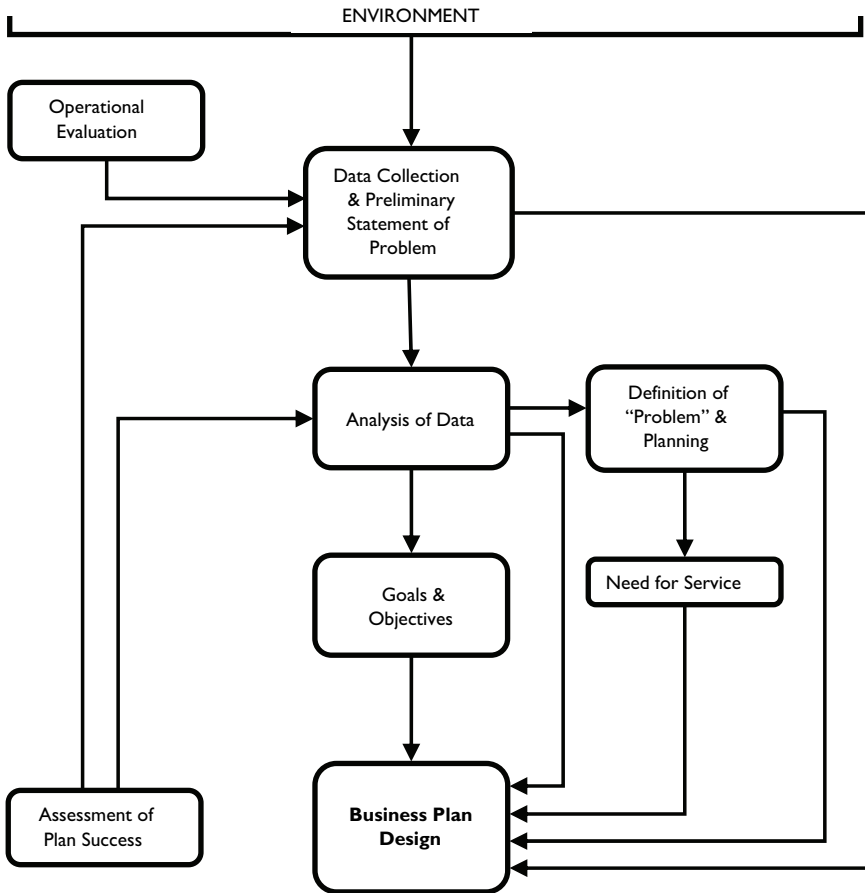 ENVIRONMENT
Operational
Evaluation
Data Collection
& Preliminary
Statement of
Problem
Analysis of Data
Definition of
“Problem” &
Planning
Goals &
Objectives
Need for Service
Assessment of
Plan Success
Business Plan
Design